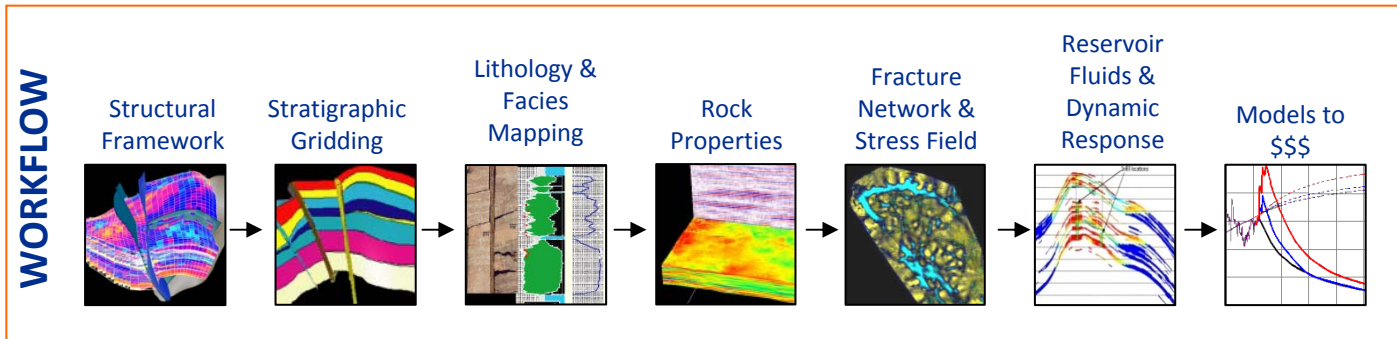 WORKFLOW
Structural
Framework
Stratigraphic
Gridding
Lithology &
Facies
Mapping
Rock
Properties
Fracture
Network &
Stress Field
Reservoir
Fluids &
Dynamic
Response
Models to
$$$